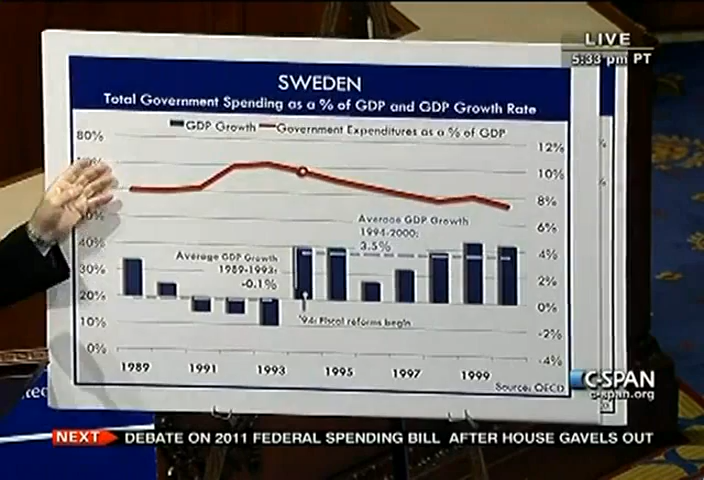 LIVE
5:33 pm PT
SWEDEN
Total Government Spending as a % of GDP and GDP Growth Rate
GDP Growth Government Expenditures as a % of GDP
80%
40%
30%
20%
10%
0%
12%
10%
8%
6%
4%
2%
0%
-2%
-4%
Average GDP Growth
1994-2000:
3.5%
Average GDP Growth
1989-1993:
-0.1%
'94: Fiscal reforms begin
1989 1991 1993 1995 1997 1999
Source: OECD
C-SPAN
c-span.org
NEXT DEBATE ON 2011 FEDERAL SPENDING BILL AFTER HOUSE GAVELS OUT